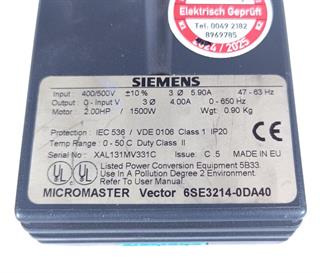 Elektrisch Geprüft
Tel. 0049 2182
8969785
2024 / 2025
SIEMENS
Input : 400/500V ±10 % 3 Ø 5.90A 47 - 63 Hz
Output : 0 - Input V 3 Ø 4.00A 0 - 650 Hz
Motor : 2.00HP / 1500W Wgt : 0.90 Kg
Protection : IEC 536 / VDE 0106 Class 1 IP20
Temp Range : 0 - 50 C Duty Class II
Serial No : XAL131MV331C Issue : C 5 MADE IN EU
Listed Power Conversion Equipment 5B33.
Use In A Pollution Degree 2 Environment.
Refer To User Manual.
MICROMASTER Vector 6SE3214-0DA40